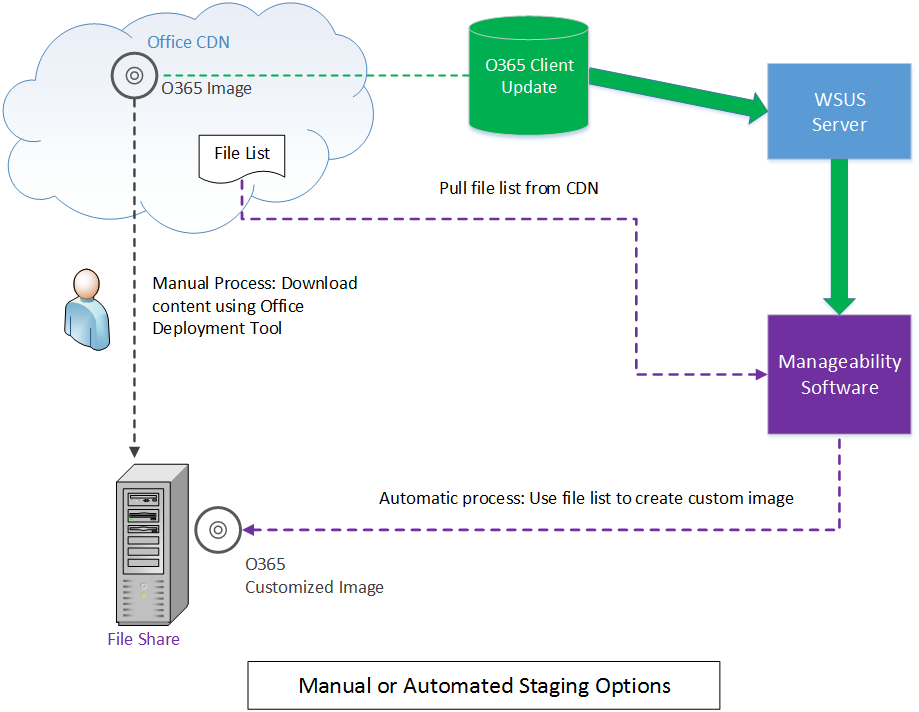 Office CDN
O365 Image
File List
O365 Client
Update
WSUS
Server
Pull file list from CDN
Manual Process: Download
content using Office
Deployment Tool
Manageability
Software
Automatic process: Use file list to create custom image
O365
Customized Image
File Share
Manual or Automated Staging Options